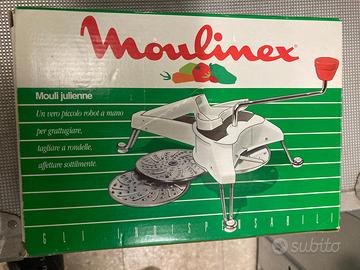 Moulinex
Mouli julienne
Un vero piccolo robot a mano
per grattugiare,
tagliare a rondelle,
affettare sottilmente.
GLI INDISPENSABILI
subito